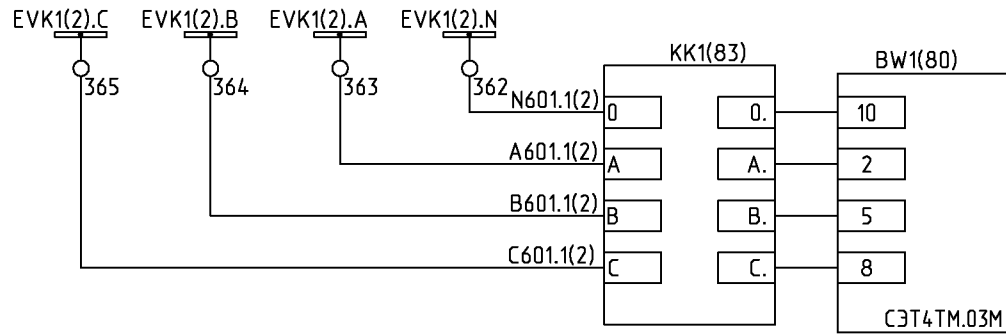 EVK1(2).C EVK1(2).B EVK1(2).A EVK1(2).N
KK1(83) BW1(80)
365 364 363 362
N601.1(2) 0 0. 10
A601.1(2) A A. 2
B601.1(2) B B. 5
C601.1(2) C C. 8
СЭТ4ТМ.03М